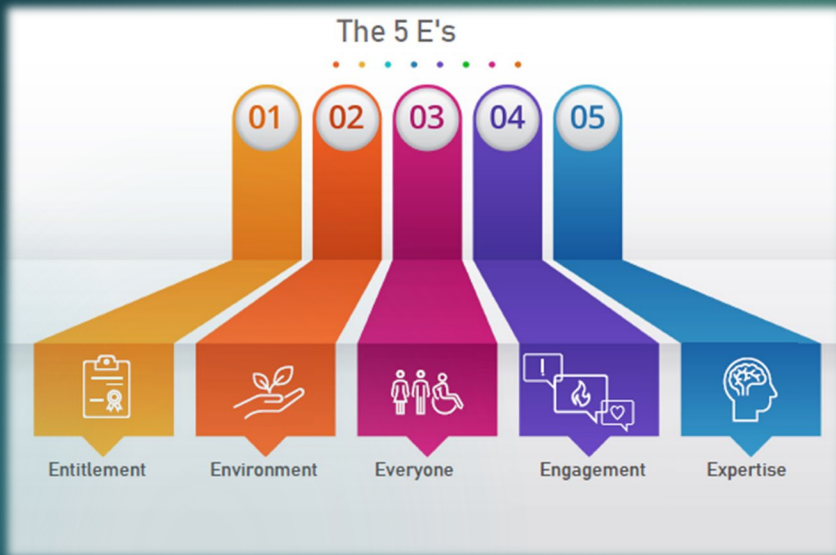 The 5 E's
01 02 03 04 05
!
Entitlement Environment Everyone Engagement Expertise